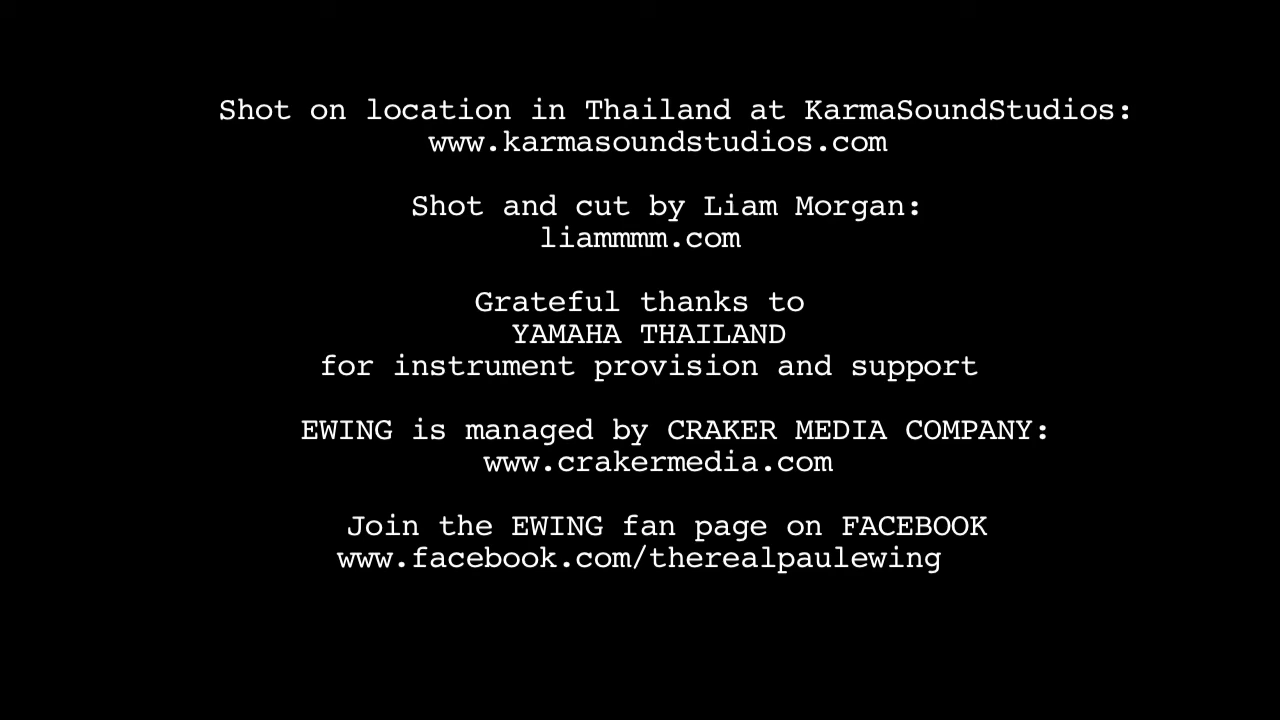 Shot on location in Thailand at KarmaSoundStudios:
www.karmasoundstudios.com
Shot and cut by Liam Morgan:
liammmm.com
Grateful thanks to
YAMAHA THAILAND
for instrument provision and support
EWING is managed by CRAKER MEDIA COMPANY:
www.crakermedia.com
Join the EWING fan page on FACEBOOK
www.facebook.com/therealpaulewing